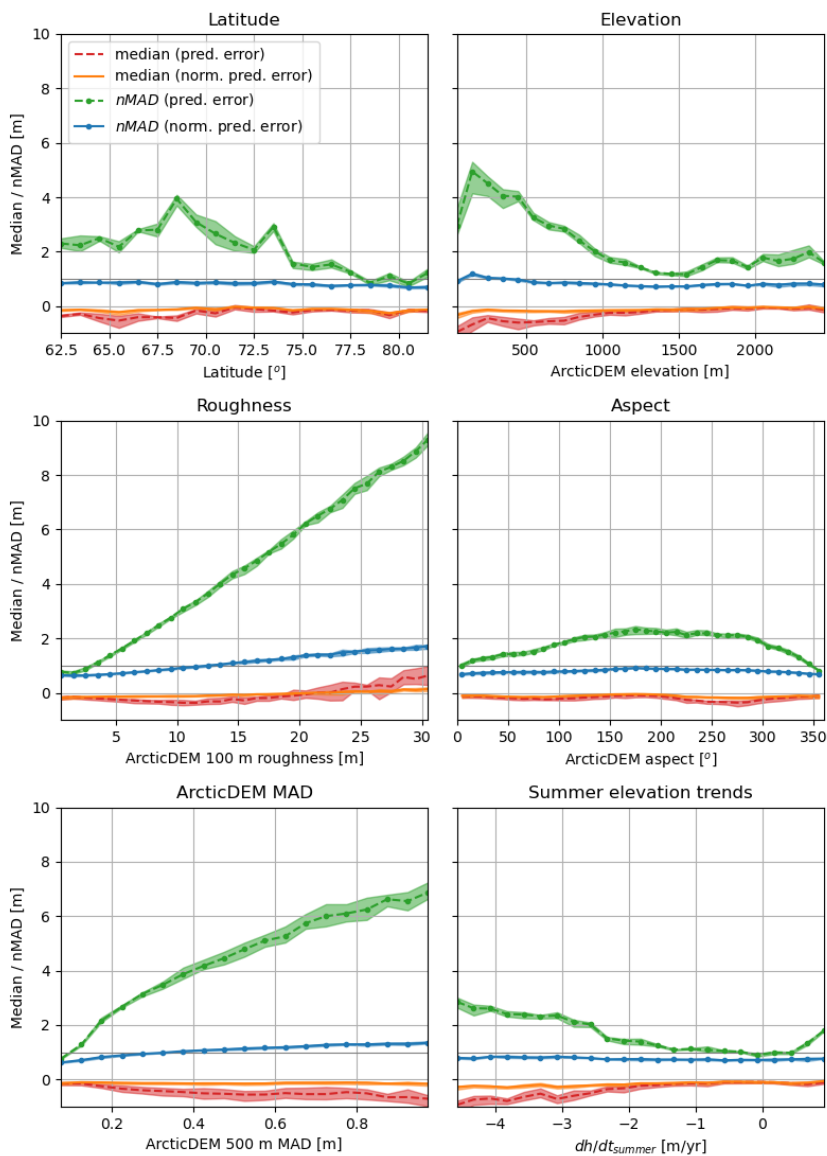 Latitude
Elevation
10
8
6
4
2
0
median (pred. error)
median (norm. pred. error)
nMAD (pred. error)
nMAD (norm. pred. error)
Median / nMAD [m]
62.5 65.0 67.5 70.0 72.5 75.0 77.5 80.0
500 1000 1500 2000
Latitude [°]
ArcticDEM elevation [m]
Roughness
Aspect
10
8
6
4
2
0
Median / nMAD [m]
5 10 15 20 25 30
0 50 100 150 200 250 300 350
ArcticDEM 100 m roughness [m]
ArcticDEM aspect [°]
ArcticDEM MAD
Summer elevation trends
10
8
6
4
2
0
Median / nMAD [m]
0.2 0.4 0.6 0.8
−4 −3 −2 −1 0
ArcticDEM 500 m MAD [m]
dh/dt_summer [m/yr]